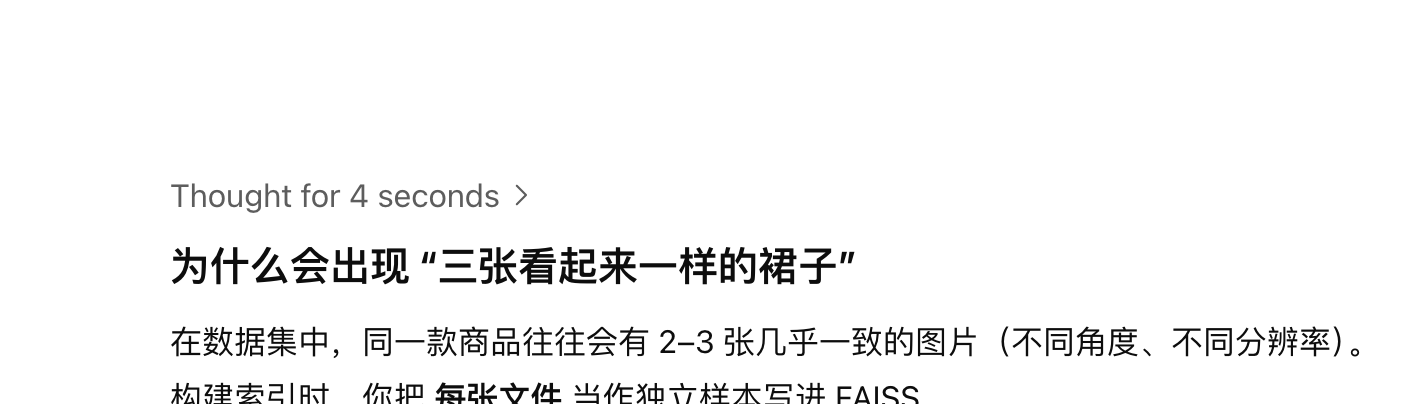 Thought for 4 seconds >
为什么会出现 “三张看起来一样的裙子”
在数据集中，同一款商品往往会有 2–3 张几乎一致的图片（不同角度、不同分辨率）。
构建索引时，你把 每张文件 当作独立样本写进 FAISS